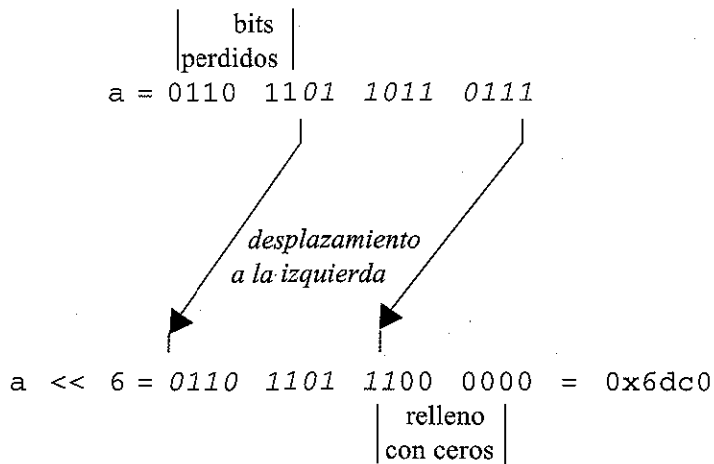 bits
perdidos
a = 0110 1101 1011 0111
desplazamiento
a la izquierda
a << 6 = 0110 1101 1100 0000 = 0x6dc0
relleno
con ceros